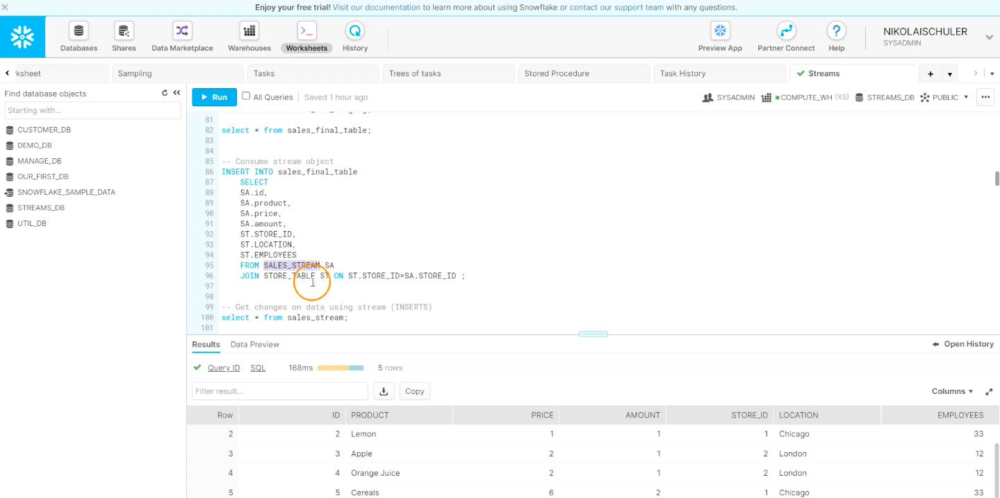 Enjoy your free trial! Visit our documentation to learn more about using Snowflake or contact our support team with any questions.
Databases Shares Data Marketplace Warehouses Worksheets History Preview App Partner Connect Help NIKOLAISCHULER
SYSADMIN
ksheet Sampling Tasks Trees of tasks Stored Procedure Task History Streams
Find database objects
Starting with...
CUSTOMER_DB
DEMO_DB
MANAGE_DB
OUR_FIRST_DB
SNOWFLAKE_SAMPLE_DATA
STREAMS_DB
UTIL_DB
Run All Queries Saved 1 hour ago SYSADMIN COMPUTE_WH (XS) STREAMS_DB PUBLIC
81
82 select * from sales_final_table;
83
84
85 -- Consume stream object
86 INSERT INTO sales_final_table
87 SELECT
88 SA.id,
89 SA.product,
90 SA.price,
91 SA.amount,
92 ST.STORE_ID,
93 ST.LOCATION,
94 ST.EMPLOYEES
95 FROM SALES_STREAM SA
96 JOIN STORE_TABLE ST ON ST.STORE_ID=SA.STORE_ID ;
97
98
99 -- Get changes on data using stream (INSERTS)
100 select * from sales_stream;
101
Results Data Preview Open History
Query ID SQL 168ms 5 rows
Filter result... Copy Columns
Row ID PRODUCT PRICE AMOUNT STORE_ID LOCATION EMPLOYEES
2 2 Lemon 1 1 1 Chicago 33
3 3 Apple 2 1 2 London 12
4 4 Orange Juice 2 1 2 London 12
5 5 Cereals 6 2 1 Chicago 33